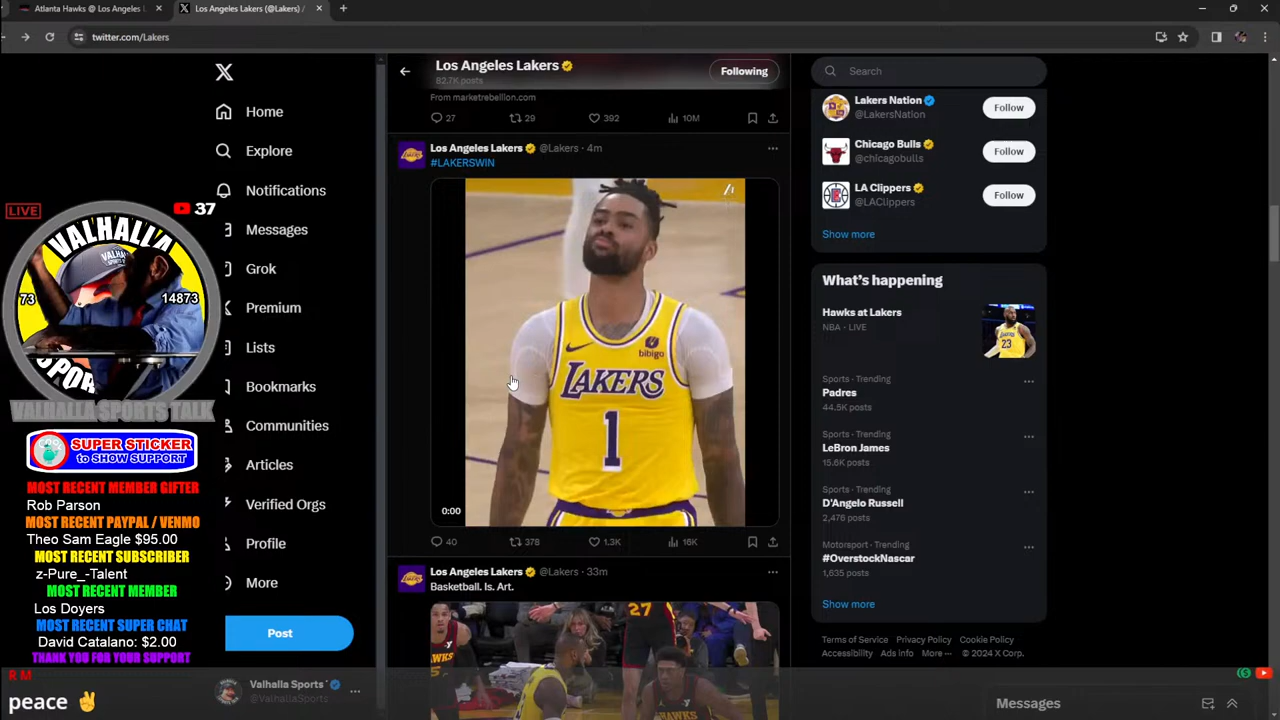 Atlanta Hawks @ Los Angeles L
Los Angeles Lakers (@Lakers) /
twitter.com/Lakers
Home
Explore
Notifications
Messages
Grok
Premium
Lists
Bookmarks
Communities
Articles
Verified Orgs
Profile
More
Post
Valhalla Sports
@ValhallaSports
LIVE
37
VALHALLA
73
14873
SPOR
VALHALLA SPORTS TALK
SUPER STICKER
to SHOW SUPPORT
MOST RECENT MEMBER GIFTER
Rob Parson
MOST RECENT PAYPAL / VENMO
Theo Sam Eagle $95.00
MOST RECENT SUBSCRIBER
z-Pure_-Talent
MOST RECENT MEMBER
Los Doyers
MOST RECENT SUPER CHAT
David Catalano: $2.00
THANK YOU FOR YOUR SUPPORT
R M
peace ✌️
Los Angeles Lakers
82.7K posts
Following
From marketrebellion.com
27 29 392 10M
Los Angeles Lakers @Lakers · 4m
#LAKERSWIN
bibigo
LAKERS
1
0:00
40 378 1.3K 16K
Los Angeles Lakers @Lakers · 33m
Basketball. Is. Art.
27
Search
Lakers Nation
@LakersNation
Follow
Chicago Bulls
@chicagobulls
Follow
LA Clippers
@LAClippers
Follow
Show more
What's happening
Hawks at Lakers
NBA · LIVE
23
Sports · Trending
Padres
44.5K posts
Sports · Trending
LeBron James
15.6K posts
Sports · Trending
D'Angelo Russell
2,476 posts
Motorsport · Trending
#OverstockNascar
1,635 posts
Show more
Terms of Service Privacy Policy Cookie Policy
Accessibility Ads info More ··· © 2024 X Corp.
Messages